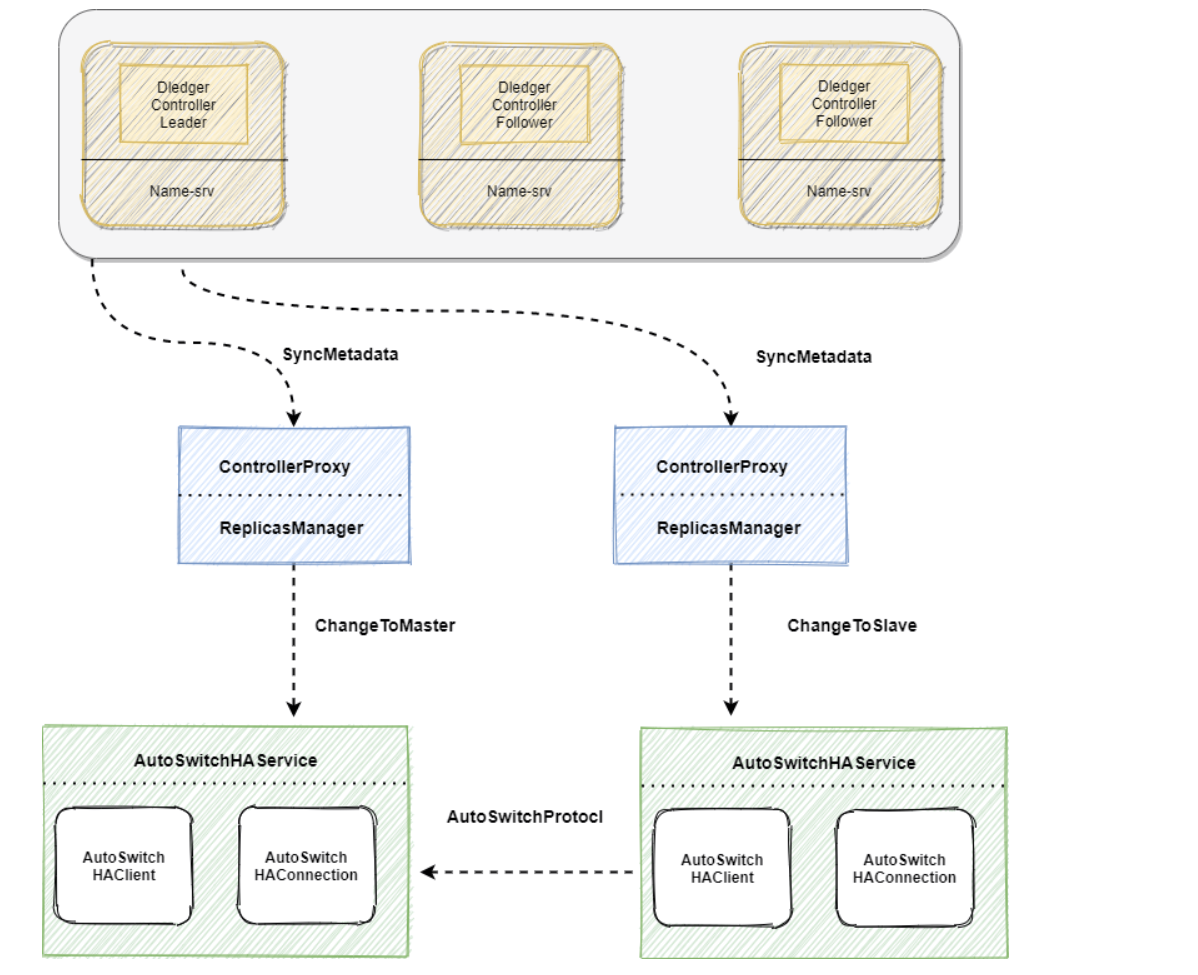 Dledger
Controller
Leader
Name-srv
Dledger
Controller
Follower
Name-srv
Dledger
Controller
Follower
Name-srv
SyncMetadata
SyncMetadata
ControllerProxy
ReplicasManager
ControllerProxy
ReplicasManager
ChangeToMaster
ChangeToSlave
AutoSwitchHAService
AutoSwitch
HAClient
AutoSwitch
HAConnection
AutoSwitchProtocl
AutoSwitchHAService
AutoSwitch
HAClient
AutoSwitch
HAConnection